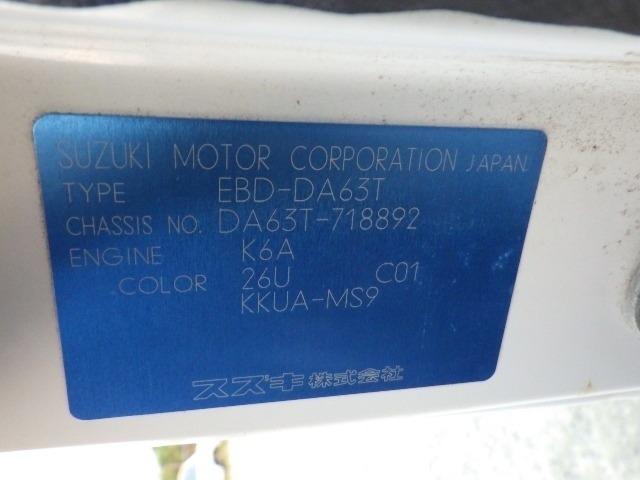 SUZUKI MOTOR CORPORATION JAPAN
TYPE EBD-DA63T
CHASSIS NO. DA63T-718892
ENGINE K6A
COLOR 26U C01
KKUA-MS9
スズキ株式会社